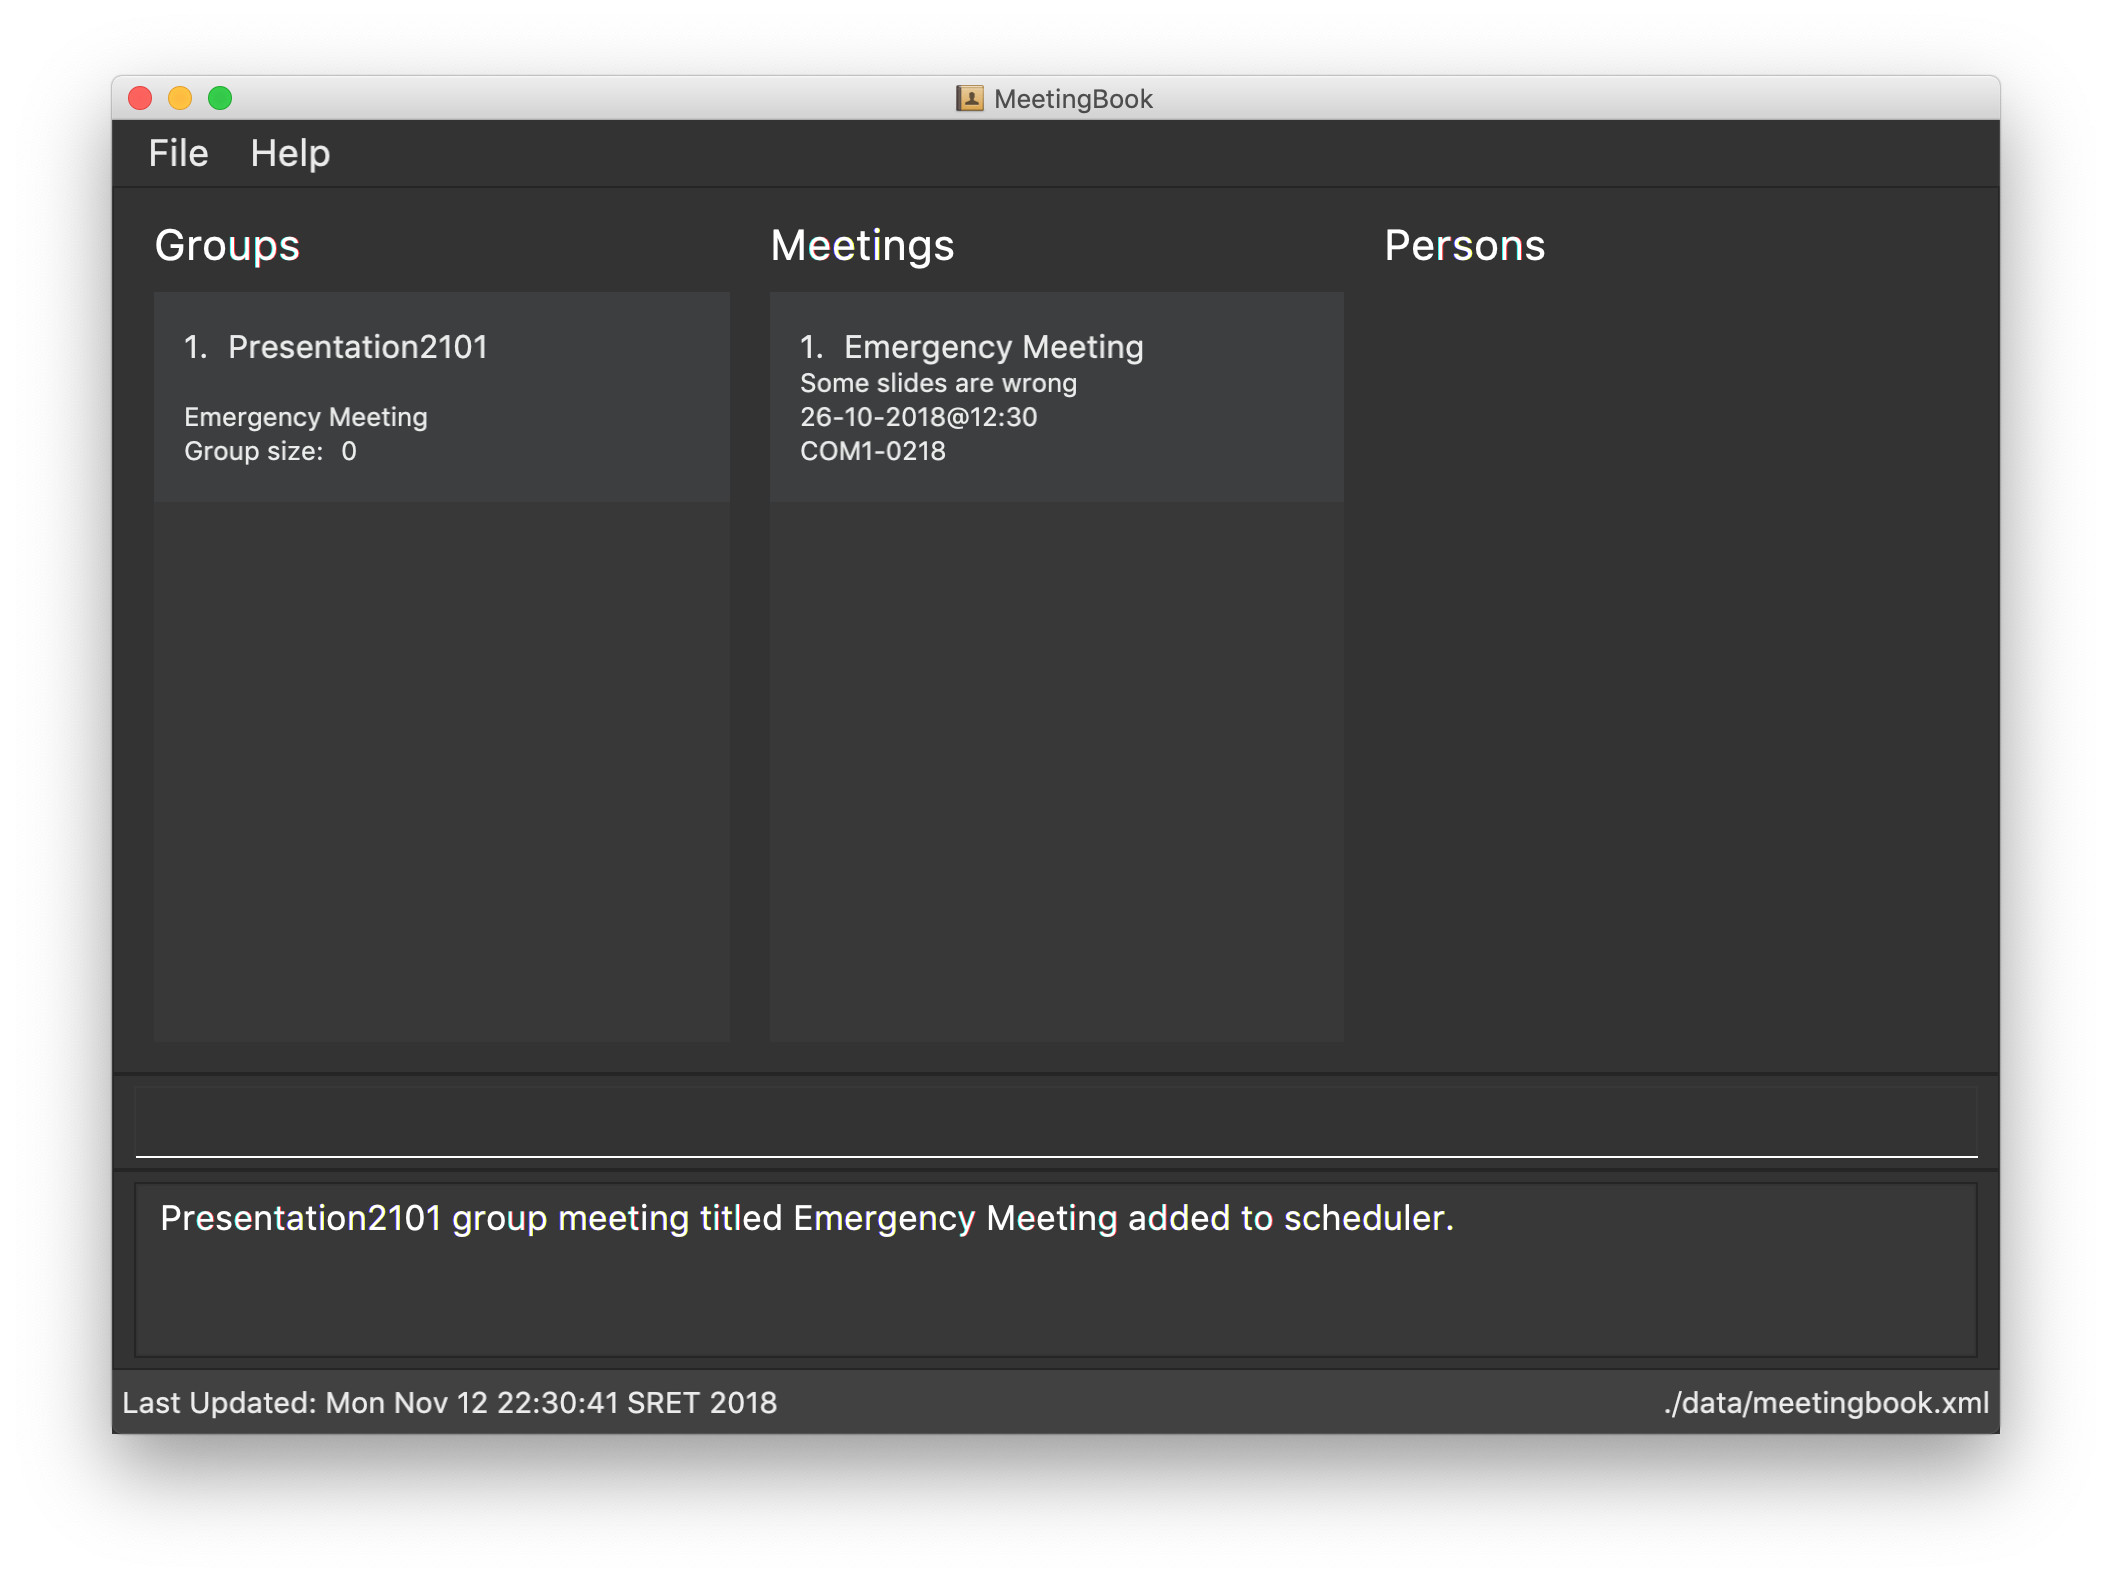 MeetingBook
File Help
Groups
1. Presentation2101
Emergency Meeting
Group size: 0
Meetings
1. Emergency Meeting
Some slides are wrong
26-10-2018@12:30
COM1-0218
Persons
Presentation2101 group meeting titled Emergency Meeting added to scheduler.
Last Updated: Mon Nov 12 22:30:41 SRET 2018
./data/meetingbook.xml